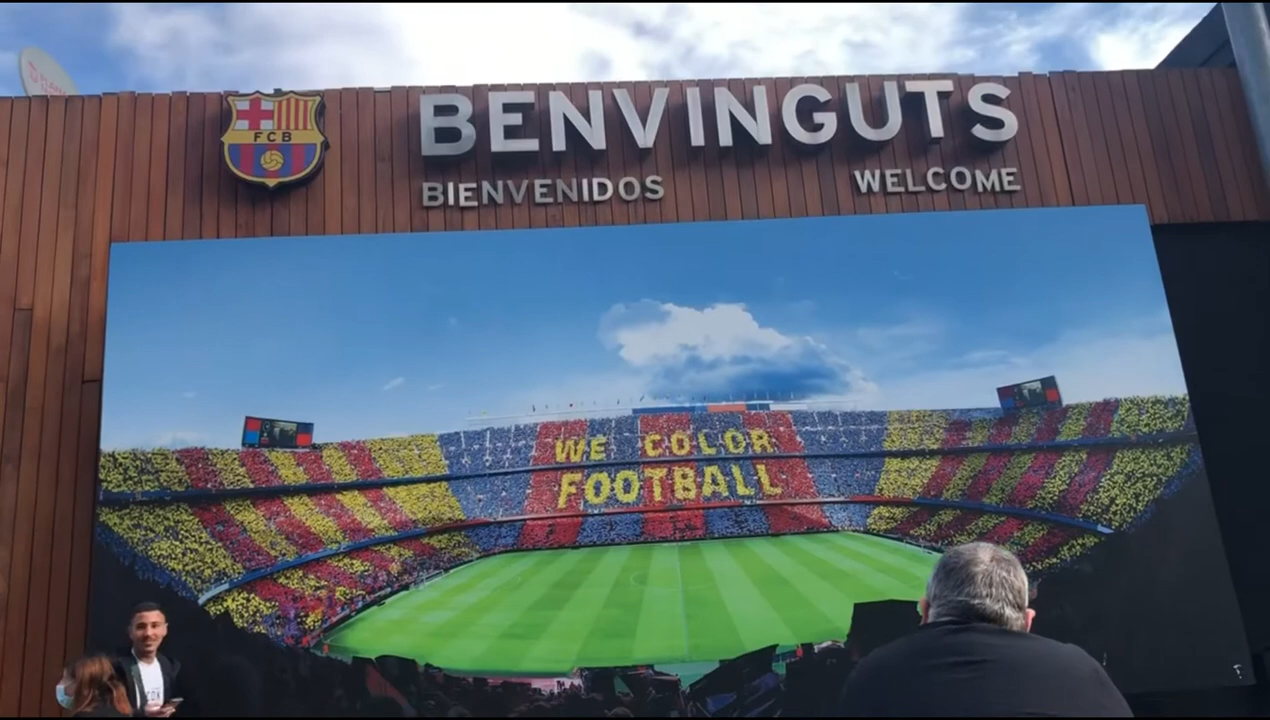 BENVINGUTS
FCB
BIENVENIDOS WELCOME
WE COLOR
FOOTBALL